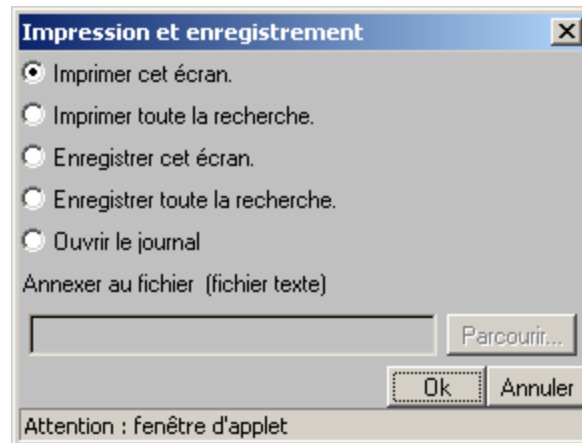 Impression et enregistrement
Imprimer cet écran.
Imprimer toute la recherche.
Enregistrer cet écran.
Enregistrer toute la recherche.
Ouvrir le journal
Annexer au fichier (fichier texte)
Parcourir...
Ok Annuler
Attention : fenêtre d'applet